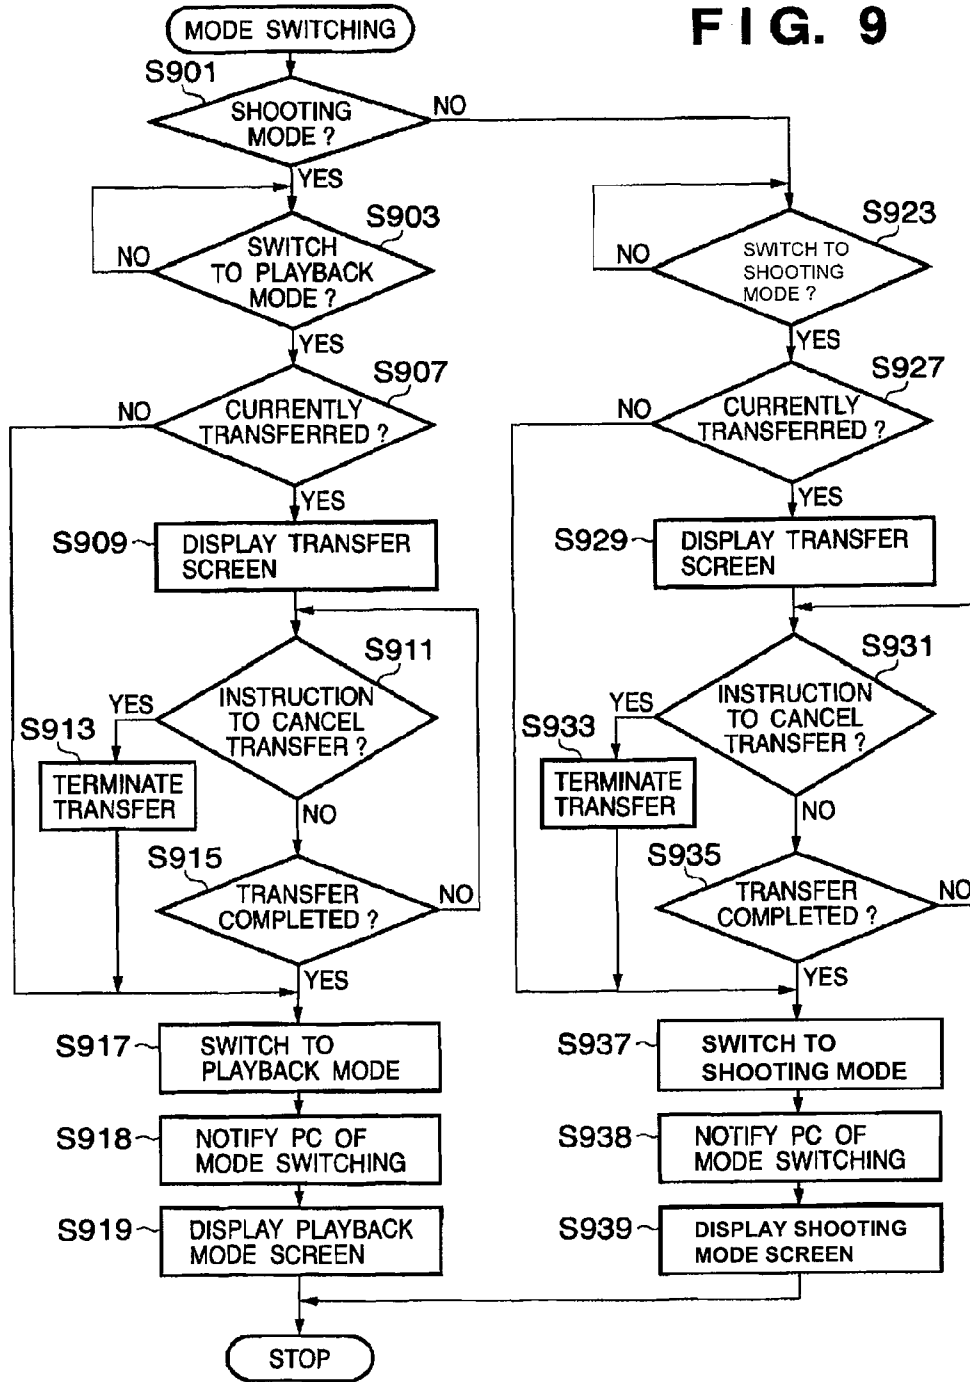 FIG. 9
MODE SWITCHING
S901
SHOOTING
MODE ?
NO
YES
S903
SWITCH
TO PLAYBACK
MODE ?
NO
YES
S907
CURRENTLY
TRANSFERRED ?
NO
YES
S909
DISPLAY TRANSFER
SCREEN
S911
INSTRUCTION
TO CANCEL
TRANSFER ?
YES
S913
TERMINATE
TRANSFER
NO
S915
TRANSFER
COMPLETED ?
NO
YES
S917
SWITCH TO
PLAYBACK MODE
S918
NOTIFY PC OF
MODE SWITCHING
S919
DISPLAY PLAYBACK
MODE SCREEN
S923
SWITCH TO
SHOOTING
MODE ?
NO
YES
S927
CURRENTLY
TRANSFERRED ?
NO
YES
S929
DISPLAY TRANSFER
SCREEN
S931
INSTRUCTION
TO CANCEL
TRANSFER ?
YES
S933
TERMINATE
TRANSFER
NO
S935
TRANSFER
COMPLETED ?
NO
YES
S937
SWITCH TO
SHOOTING MODE
S938
NOTIFY PC OF
MODE SWITCHING
S939
DISPLAY SHOOTING
MODE SCREEN
STOP